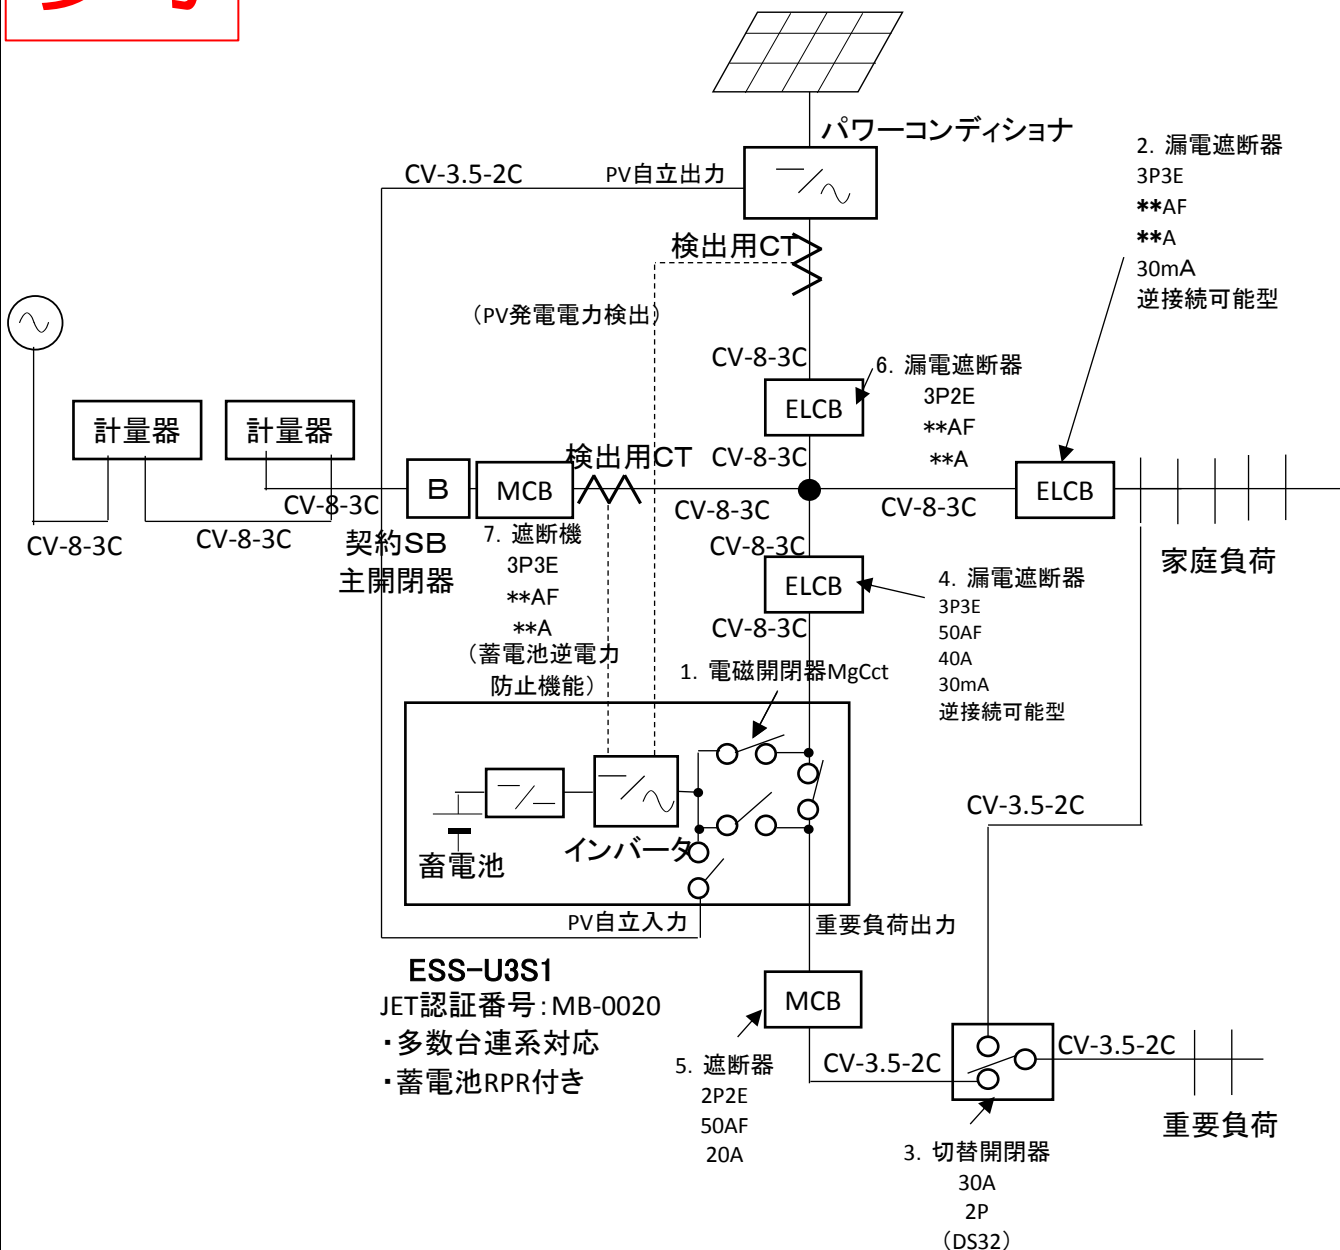 パワーコンディショナ
CV-3.5-2C
PV自立出力
2. 漏電遮断器
3P3E
**AF
**A
30mA
逆接続可能型
検出用CT
(PV発電電力検出)
CV-8-3C
6. 漏電遮断器
3P2E
**AF
**A
ELCB
計量器
計量器
検出用CT
CV-8-3C
B
MCB
ELCB
CV-8-3C
CV-8-3C
CV-8-3C
CV-8-3C
CV-8-3C
契約SB
主開閉器
7. 遮断機
3P3E
**AF
**A
(蓄電池逆電力
防止機能)
CV-8-3C
家庭負荷
ELCB
4. 漏電遮断器
3P3E
50AF
40A
30mA
逆接続可能型
CV-8-3C
1. 電磁開閉器MgCct
CV-3.5-2C
インバータ
蓄電池
PV自立入力
重要負荷出力
ESS-U3S1
JET認証番号:MB-0020
・多数台連系対応
・蓄電池RPR付き
MCB
5. 遮断器
2P2E
50AF
20A
CV-3.5-2C
CV-3.5-2C
重要負荷
3. 切替開閉器
30A
2P
(DS32)